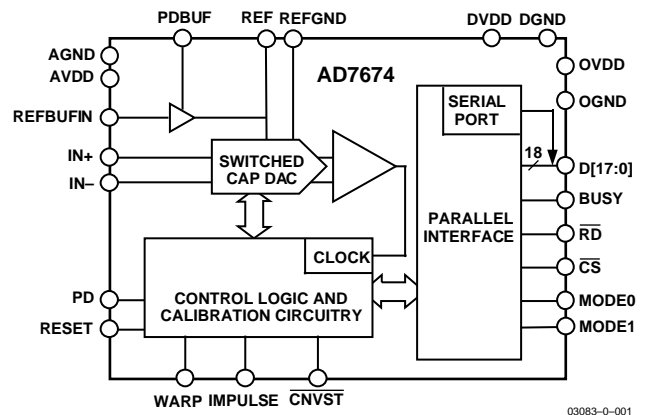 PDBUF REF REFGND DVDD DGND
AGND
AVDD
AD7674
OVDD
OGND
REFBUFIN
SERIAL
PORT
IN+
IN–
SWITCHED
CAP DAC
18
D[17:0]
BUSY
PARALLEL
INTERFACE
RD
CS
CLOCK
CONTROL LOGIC AND
CALIBRATION CIRCUITRY
PD
RESET
MODE0
MODE1
WARP IMPULSE CNVST
03083–0–001